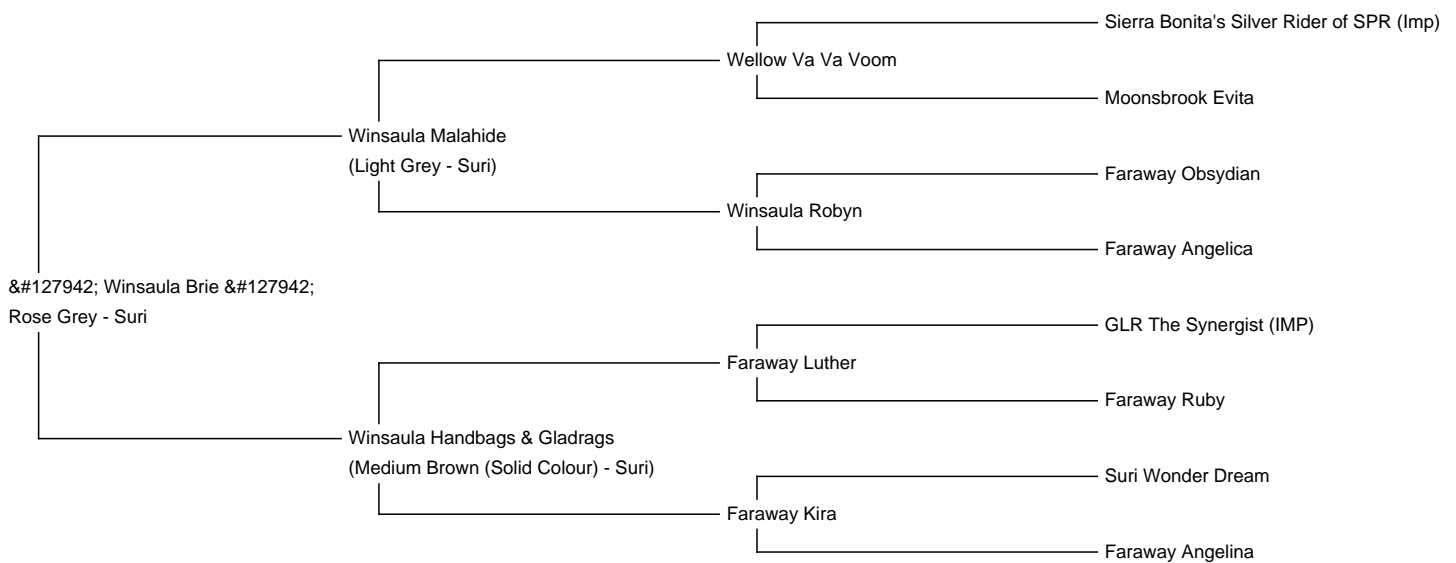 Sierra Bonita's Silver Rider of SPR (Imp)
Wellow Va Va Voom
Moonsbrook Evita
Winsaula Malahide
(Light Grey - Suri)
Faraway Obsydian
Winsaula Robyn
Faraway Angelica
&#127942; Winsaula Brie &#127942;
Rose Grey - Suri
GLR The Synergist (IMP)
Faraway Luther
Faraway Ruby
Winsaula Handbags & Gladrags
(Medium Brown (Solid Colour) - Suri)
Suri Wonder Dream
Faraway Kira
Faraway Angelina